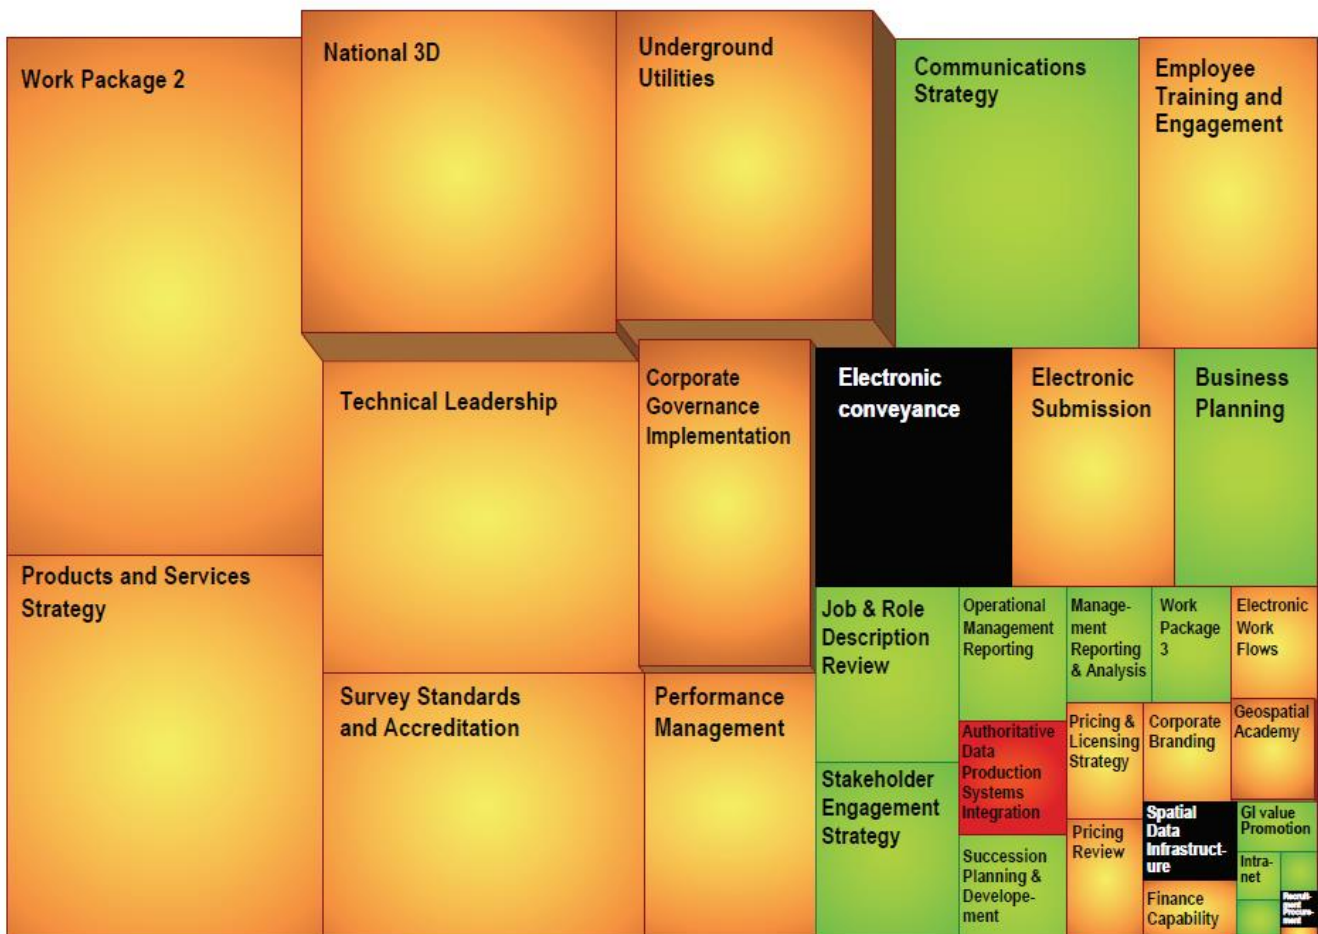 Work Package 2
National 3D
Underground
Utilities
Communications
Strategy
Employee
Training and
Engagement
Technical Leadership
Corporate
Governance
Implementation
Electronic
conveyance
Electronic
Submission
Business
Planning
Products and Services
Strategy
Survey Standards
and Accreditation
Performance
Management
Job & Role
Description
Review
Operational
Management
Reporting
Manage-
ment
Reporting
& Analysis
Work
Package
3
Electronic
Work
Flows
Stakeholder
Engagement
Strategy
Authoritative
Data
Production
Systems
Integration
Pricing &
Licensing
Strategy
Corporate
Branding
Geospatial
Academy
Succession
Planning &
Develope-
ment
Pricing
Review
Spatial
Data
Infrastruct-
ure
GI value
Promotion
Finance
Capability
Intra-
net
Recruit-
ment
Procure-
ment